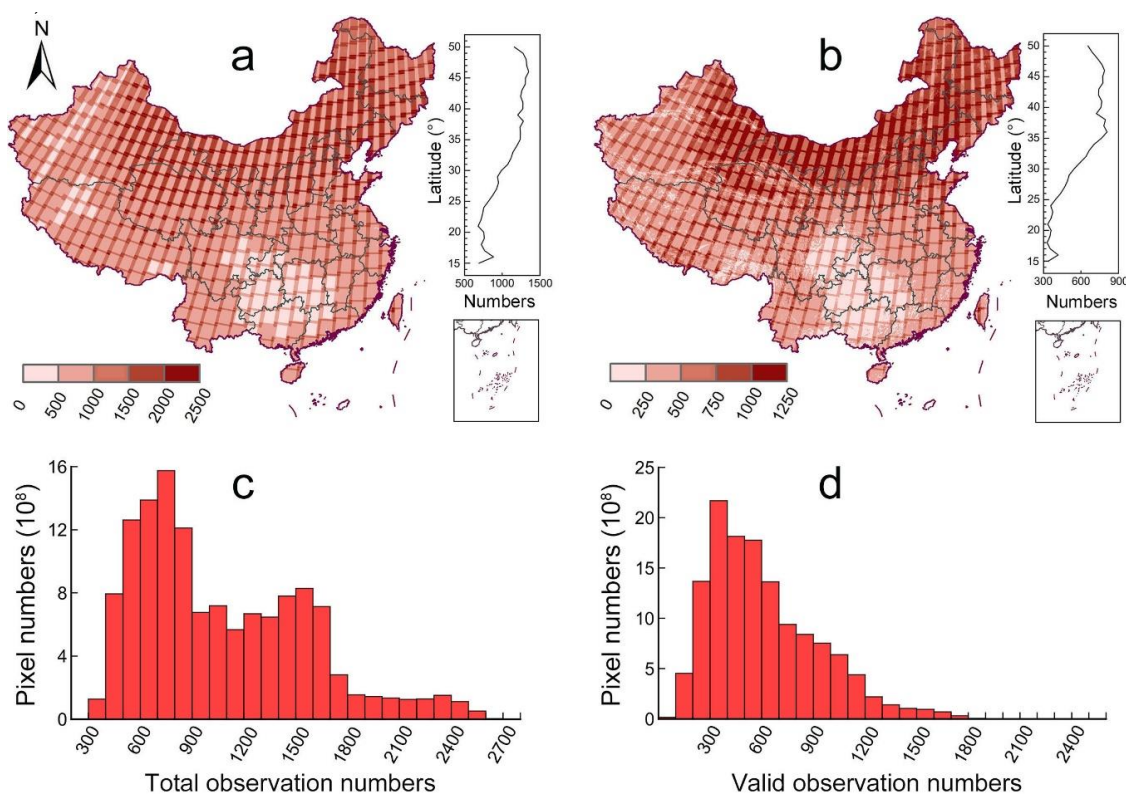 N
a
50
45
40
35
30
25
20
15
Latitude (°)
500 1000 1500
Numbers
0 500 1000 1500 2000 2500
b
50
45
40
35
30
25
20
15
Latitude (°)
300 600 900
Numbers
0 250 500 750 1000 1250
c
16
12
8
4
0
Pixel numbers (10⁸)
300 600 900 1200 1500 1800 2100 2400 2700
Total observation numbers
d
25
20
15
10
5
0
Pixel numbers (10⁸)
300 600 900 1200 1500 1800 2100 2400
Valid observation numbers